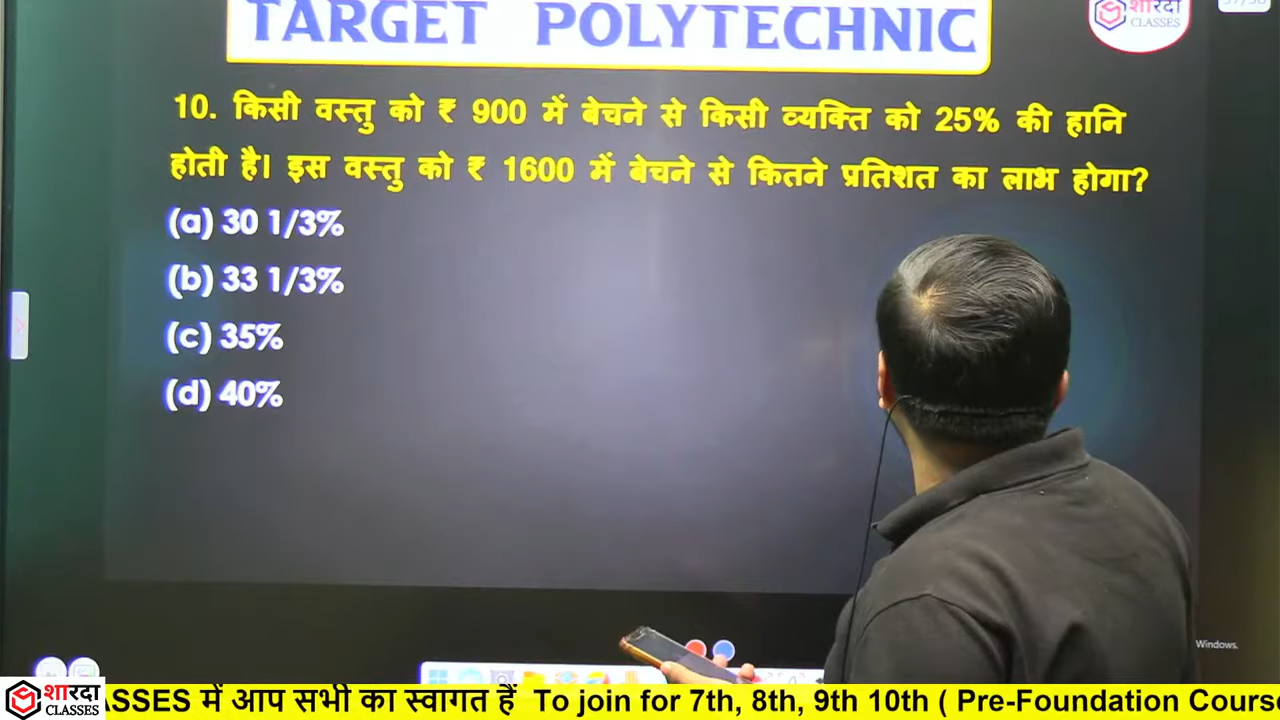 TARGET POLYTECHNIC
शारदा
CLASSES
10. किसी वस्तु को ₹ 900 में बेचने से किसी व्यक्ति को 25% की हानि
होती है। इस वस्तु को ₹ 1600 में बेचने से कितने प्रतिशत का लाभ होगा?
(a) 30 1/3%
(b) 33 1/3%
(c) 35%
(d) 40%
Windows.
शारदा
CLASSES
ASSES में आप सभी का स्वागत हैं To join for 7th, 8th, 9th 10th ( Pre-Foundation Course